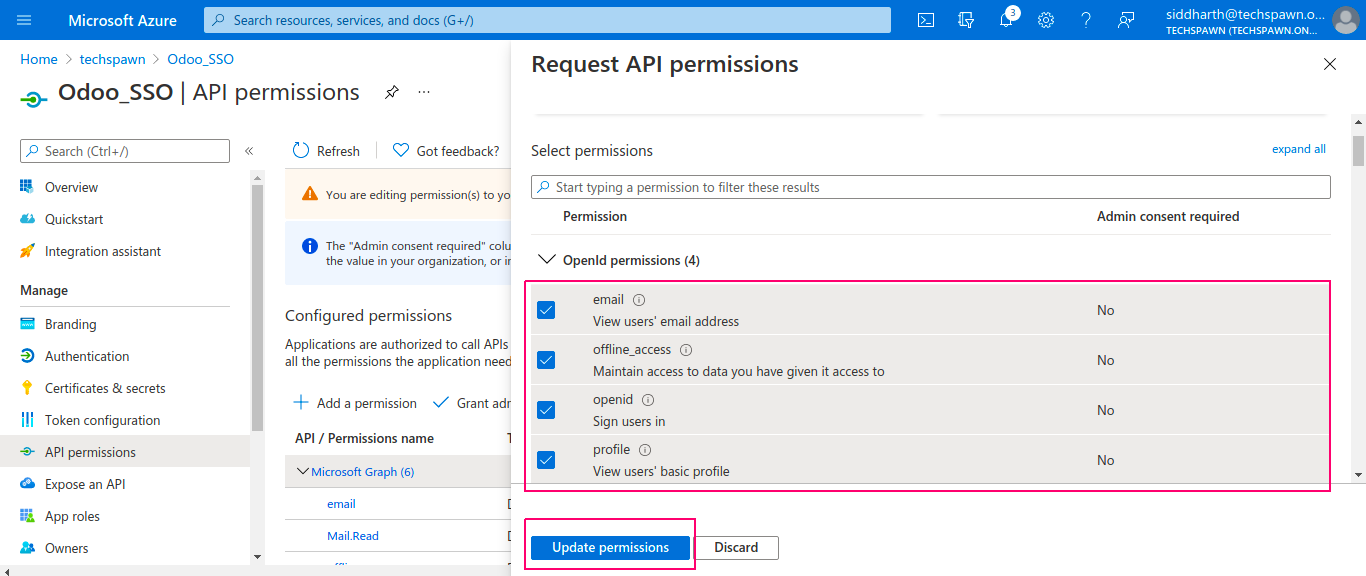 Microsoft Azure
Search resources, services, and docs (G+/)
3
siddharth@techspawn.o...
TECHSPAWN (TECHSPAWN.ON...
Home > techspawn > Odoo_SSO
Odoo_SSO | API permissions
Search (Ctrl+/)
Overview
Quickstart
Integration assistant
Manage
Branding
Authentication
Certificates & secrets
Token configuration
API permissions
Expose an API
App roles
Owners
Refresh
Got feedback?
You are editing permission(s) to yo
The "Admin consent required" colu
the value in your organization, or in
Configured permissions
Applications are authorized to call APIs
all the permissions the application need
Add a permission
Grant adr
API / Permissions name
Microsoft Graph (6)
email
Mail.Read
Request API permissions
Select permissions
expand all
Start typing a permission to filter these results
Permission
Admin consent required
OpenId permissions (4)
email
View users' email address
No
offline_access
Maintain access to data you have given it access to
No
openid
Sign users in
No
profile
View users' basic profile
No
Update permissions
Discard